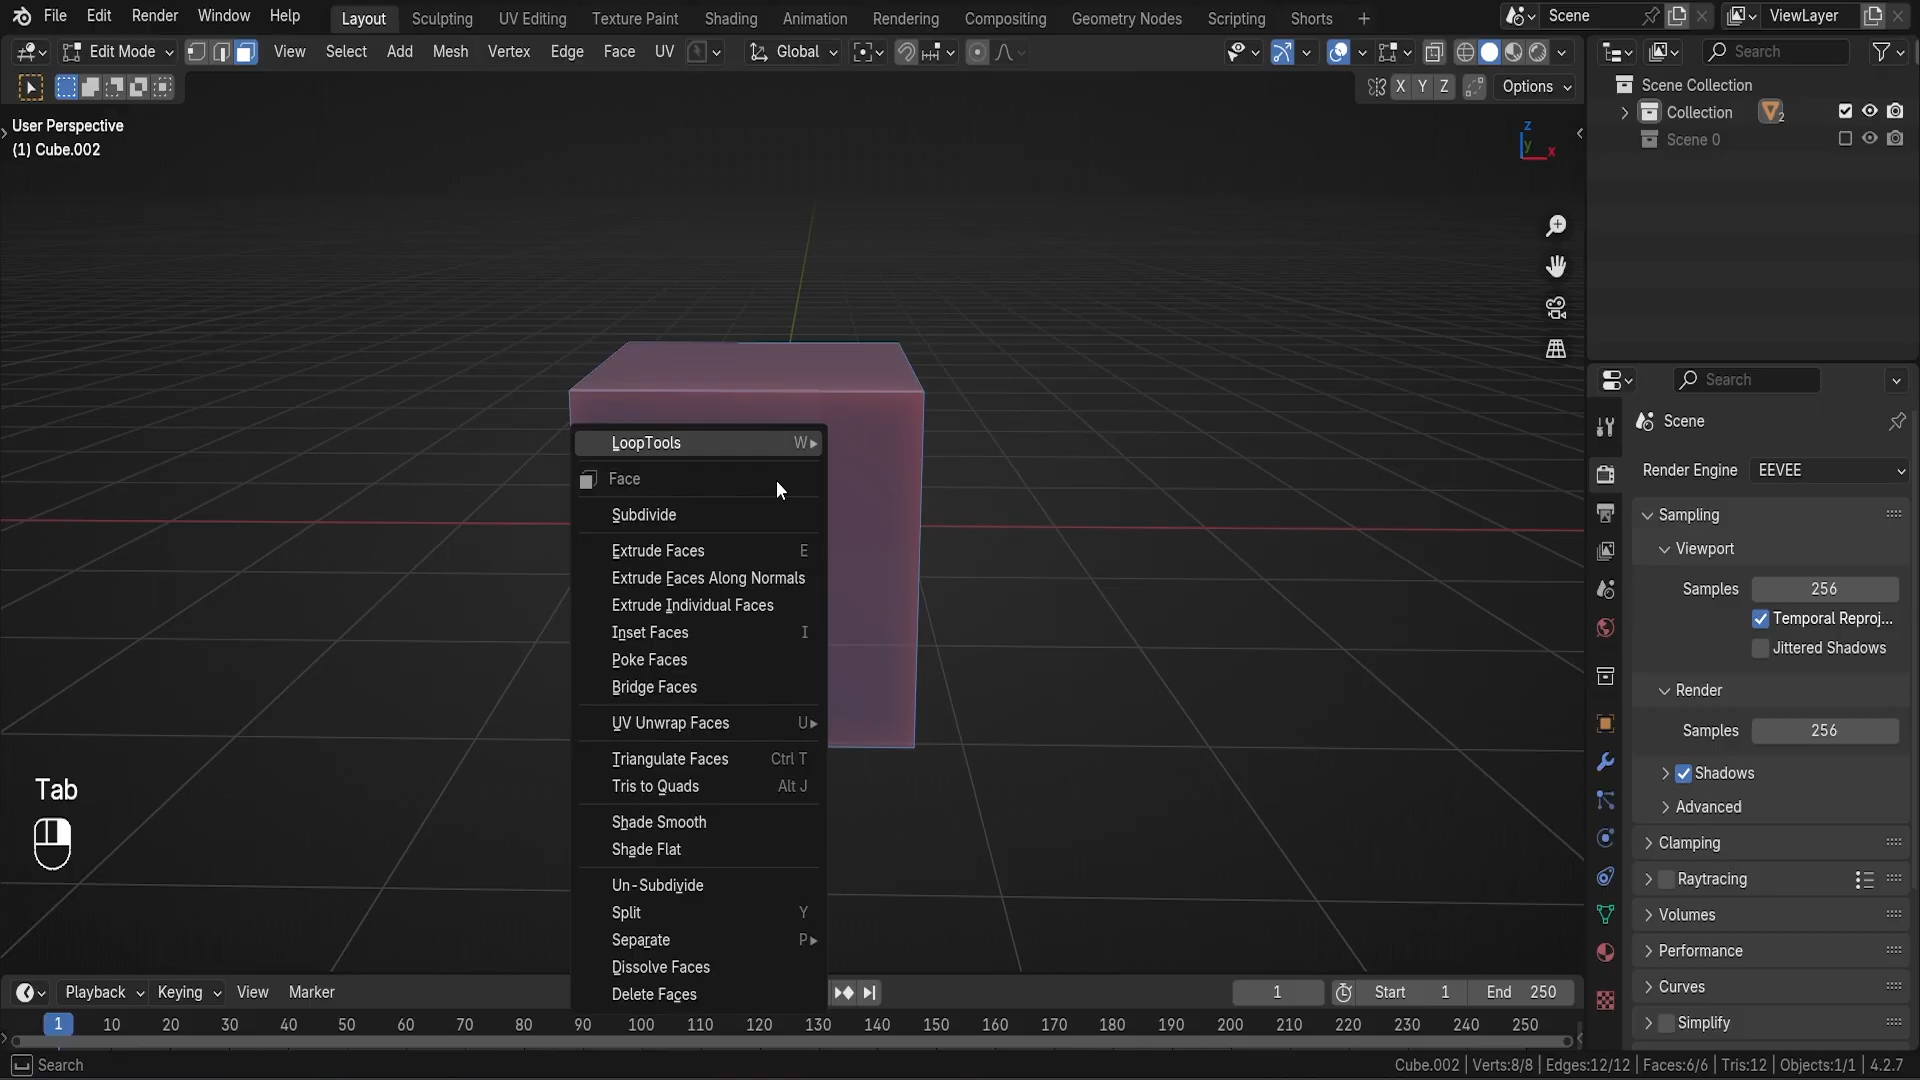 File Edit Render Window Help Layout Sculpting UV Editing Texture Paint Shading Animation Rendering Compositing Geometry Nodes Scripting Shorts + Scene ViewLayer
Edit Mode View Select Add Mesh Vertex Edge Face UV Global Search
X Y Z Options
User Perspective
(1) Cube.002
z
y
x
Scene Collection
Collection 2
Scene 0
LoopTools W
Face
Subdivide
Extrude Faces E
Extrude Faces Along Normals
Extrude Individual Faces
Inset Faces I
Poke Faces
Bridge Faces
UV Unwrap Faces U
Triangulate Faces Ctrl T
Tris to Quads Alt J
Shade Smooth
Shade Flat
Un-Subdivide
Split Y
Separate P
Dissolve Faces
Delete Faces
Tab
Search
Scene
Render Engine EEVEE
Sampling
Viewport
Samples 256
Temporal Reproj...
Jittered Shadows
Render
Samples 256
Shadows
Advanced
Clamping
Raytracing
Volumes
Performance
Curves
Simplify
Playback Keying View Marker 1 Start 1 End 250
1 10 20 30 40 50 60 70 80 90 100 110 120 130 140 150 160 170 180 190 200 210 220 230 240 250
Search
Cube.002 | Verts:8/8 | Edges:12/12 | Faces:6/6 | Tris:12 | Objects:1/1 | 4.2.7